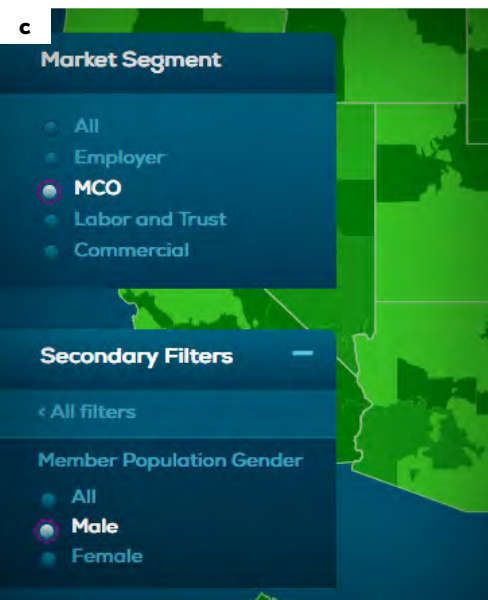 c
Market Segment
All
Employer
MCO
Labor and Trust
Commercial
Secondary Filters
< All filters
Member Population Gender
All
Male
Female